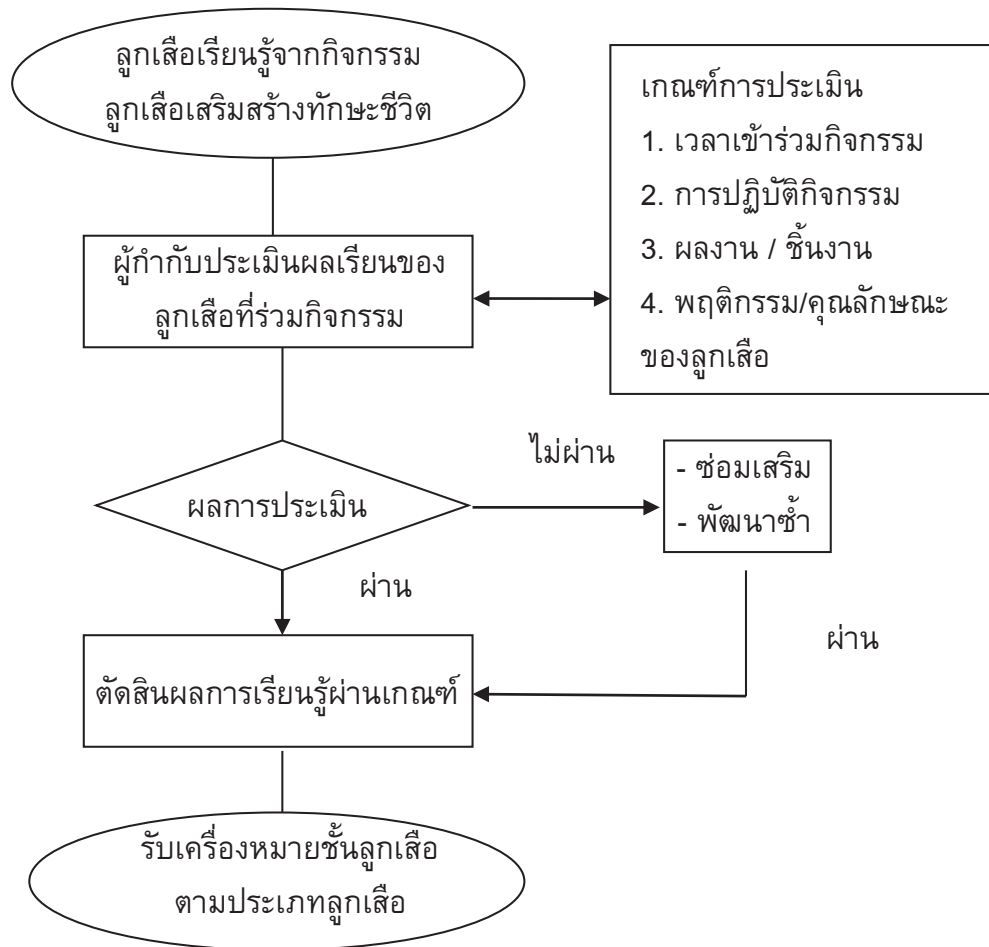 ลูกเสือเรียนรู้จากกิจกรรม
ลูกเสือเสริมสร้างทักษะชีวิต
เกณฑ์การประเมิน
1. เวลาเข้าร่วมกิจกรรม
2. การปฏิบัติกิจกรรม
3. ผลงาน / ชิ้นงาน
4. พฤติกรรม/คุณลักษณะ
ของลูกเสือ
ผู้กำกับประเมินผลเรียนของ
ลูกเสือที่ร่วมกิจกรรม
ผลการประเมิน
ไม่ผ่าน
- ซ่อมเสริม
- พัฒนาซ้ำ
ผ่าน
ผ่าน
ตัดสินผลการเรียนรู้ผ่านเกณฑ์
รับเครื่องหมายชั้นลูกเสือ
ตามประเภทลูกเสือ